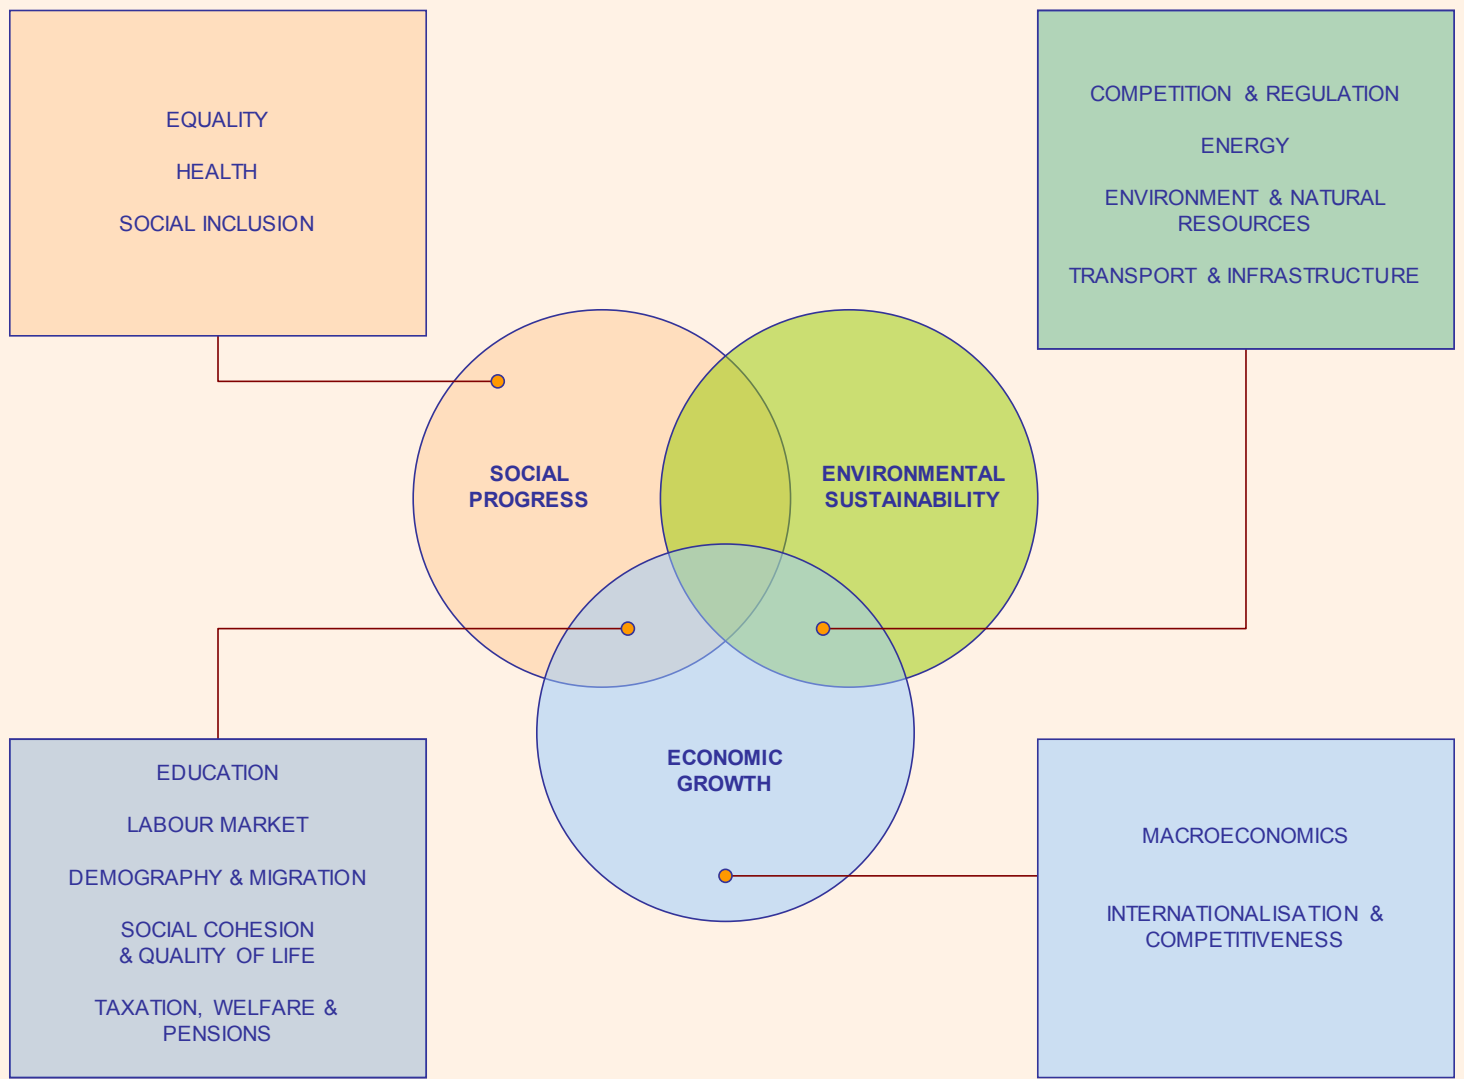 EQUALITY
HEALTH
SOCIAL INCLUSION
COMPETITION & REGULATION
ENERGY
ENVIRONMENT & NATURAL
RESOURCES
TRANSPORT & INFRASTRUCTURE
SOCIAL
PROGRESS
ENVIRONMENTAL
SUSTAINABILITY
ECONOMIC
GROWTH
EDUCATION
LABOUR MARKET
DEMOGRAPHY & MIGRATION
SOCIAL COHESION
& QUALITY OF LIFE
TAXATION, WELFARE &
PENSIONS
MACROECONOMICS
INTERNATIONALISATION &
COMPETITIVENESS